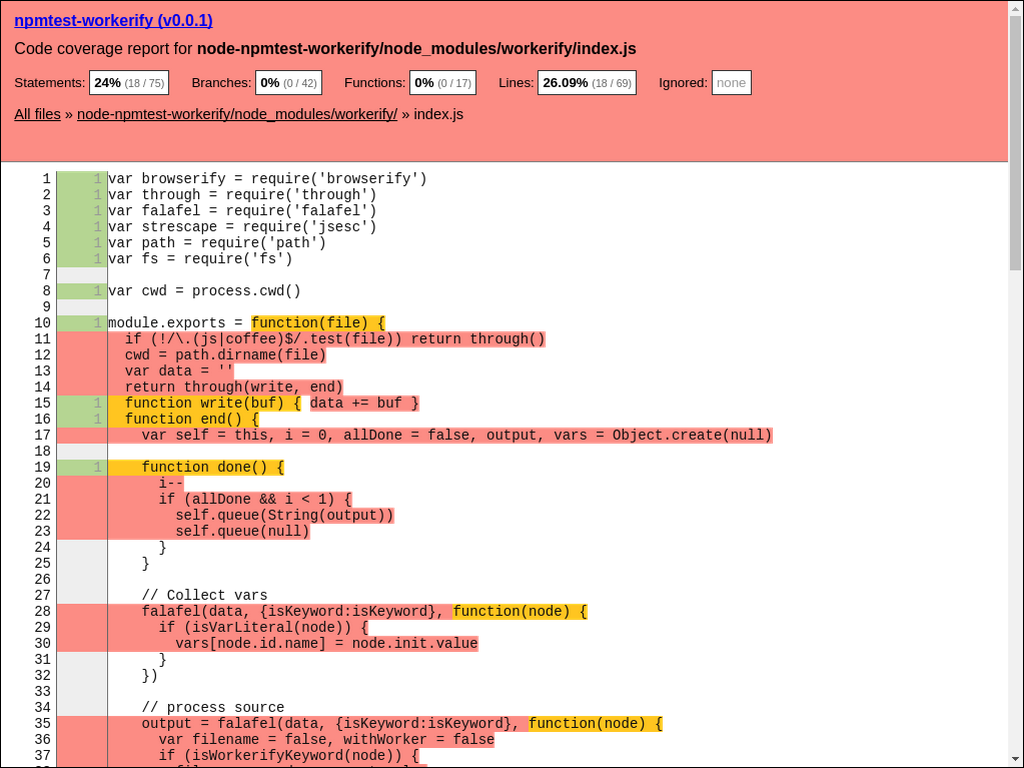 npmtest-workerify (v0.0.1)
Code coverage report for node-npmtest-workerify/node_modules/workerify/index.js
Statements: 24% (18 / 75) Branches: 0% (0 / 42) Functions: 0% (0 / 17) Lines: 26.09% (18 / 69) Ignored: none
All files » node-npmtest-workerify/node_modules/workerify/ » index.js
1 1 var browserify = require('browserify')
2 1 var through = require('through')
3 1 var falafel = require('falafel')
4 1 var strescape = require('jsesc')
5 1 var path = require('path')
6 1 var fs = require('fs')
7
8 1 var cwd = process.cwd()
9
10 1 module.exports = function(file) {
11 if (!/\.(js|coffee)$/.test(file)) return through()
12 cwd = path.dirname(file)
13 var data = ''
14 return through(write, end)
15 1 function write(buf) { data += buf }
16 1 function end() {
17 var self = this, i = 0, allDone = false, output, vars = Object.create(null)
18
19 1 function done() {
20 i--
21 if (allDone && i < 1) {
22 self.queue(String(output))
23 self.queue(null)
24 }
25 }
26
27 // Collect vars
28 falafel(data, {isKeyword:isKeyword}, function(node) {
29 if (isVarLiteral(node)) {
30 vars[node.id.name] = node.init.value
31 }
32 })
33
34 // process source
35 output = falafel(data, {isKeyword:isKeyword}, function(node) {
36 var filename = false, withWorker = false
37 if (isWorkerifyKeyword(node)) {